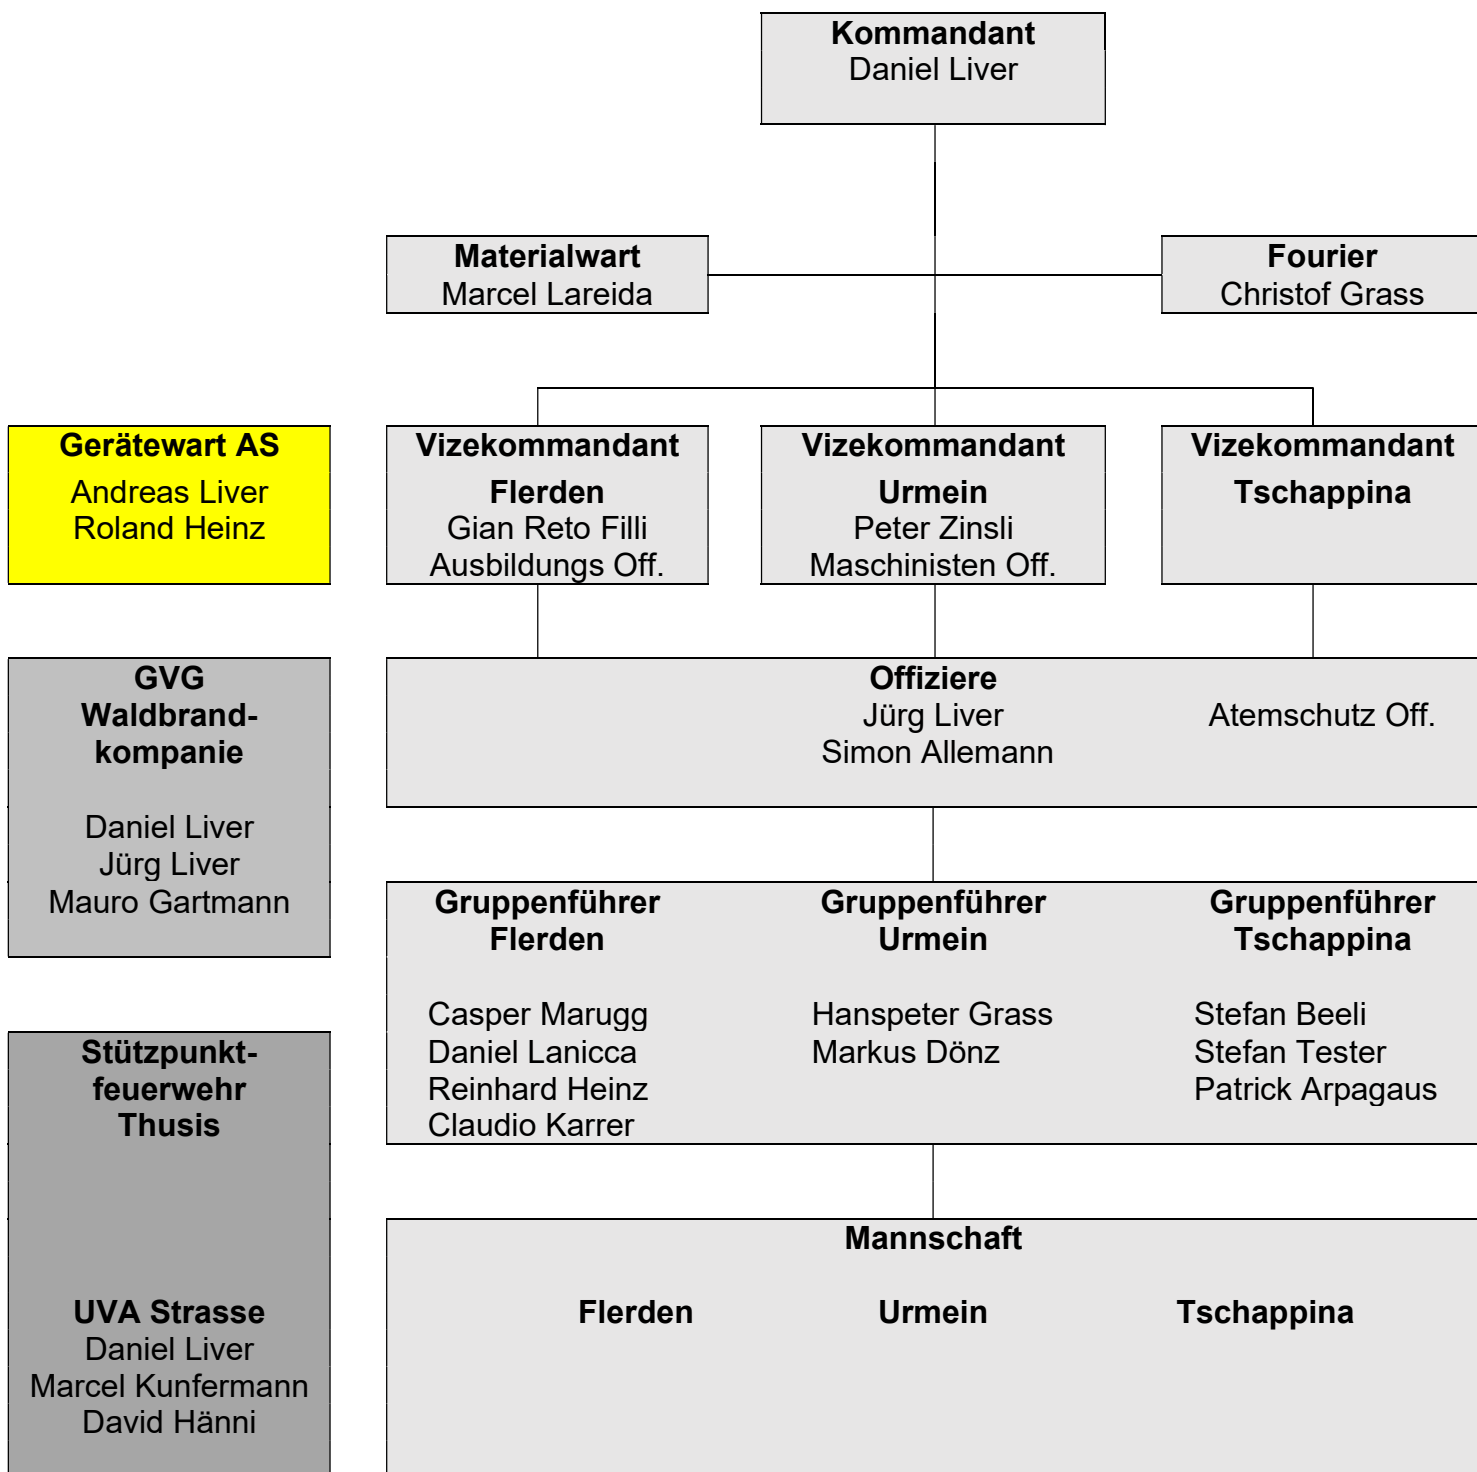 Kommandant
Daniel Liver
Materialwart
Marcel Lareida
Fourier
Christof Grass
Gerätewart AS
Andreas Liver
Roland Heinz
Vizekommandant
Flerden
Gian Reto Filli
Ausbildungs Off.
Vizekommandant
Urmein
Peter Zinsli
Maschinisten Off.
Vizekommandant
Tschappina
GVG
Waldbrand-
kompanie
Daniel Liver
Jürg Liver
Mauro Gartmann
Offiziere
Jürg Liver
Simon Allemann
Atemschutz Off.
Gruppenführer
Flerden
Casper Marugg
Daniel Lanicca
Reinhard Heinz
Claudio Karrer
Gruppenführer
Urmein
Hanspeter Grass
Markus Dönz
Gruppenführer
Tschappina
Stefan Beeli
Stefan Tester
Patrick Arpagaus
Stützpunkt-
feuerwehr
Thusis
UVA Strasse
Daniel Liver
Marcel Kunfermann
David Hänni
Mannschaft
Flerden
Urmein
Tschappina